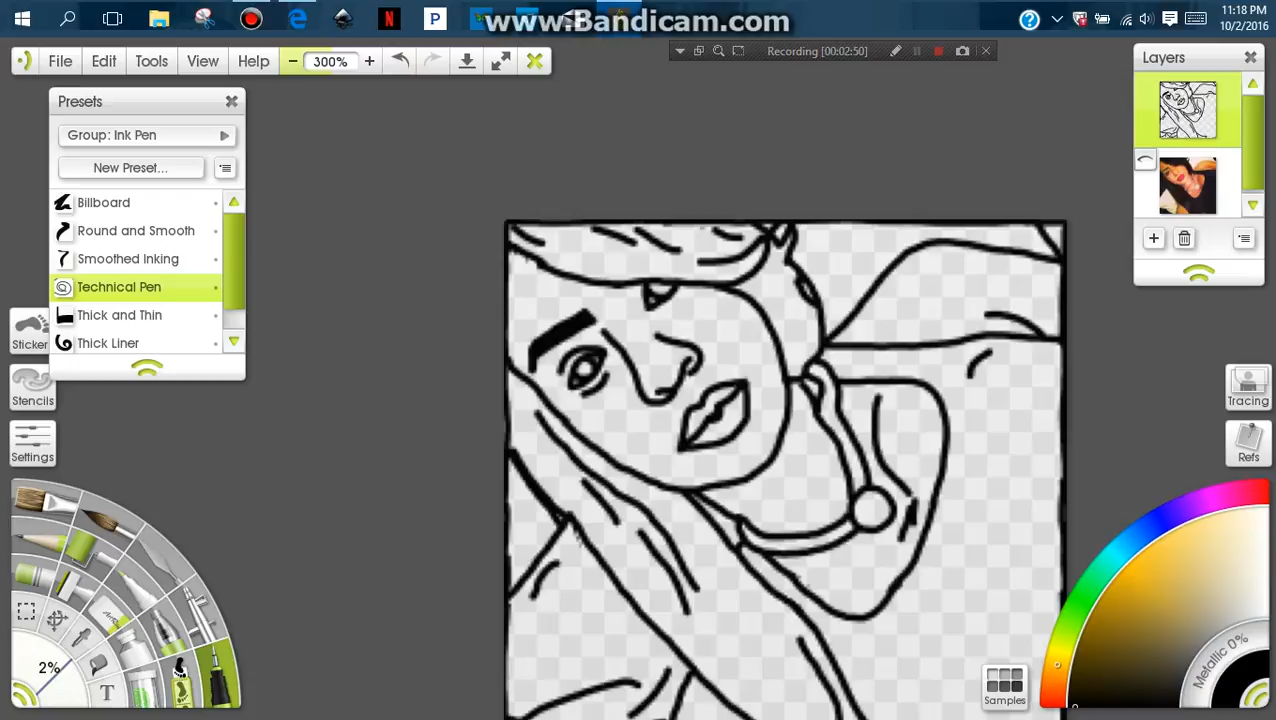 www.Bandicam.com
N
P
?
11:18 PM
10/2/2016
File Edit Tools View Help
− 300% +
Recording [00:02:50]
Layers
Presets
Group: Ink Pen
New Preset...
Billboard
Round and Smooth
Smoothed Inking
Technical Pen
Thick and Thin
Thick Liner
Sticker
Stencils
Settings
Tracing
Refs
2%
T
Samples
Metallic 0%